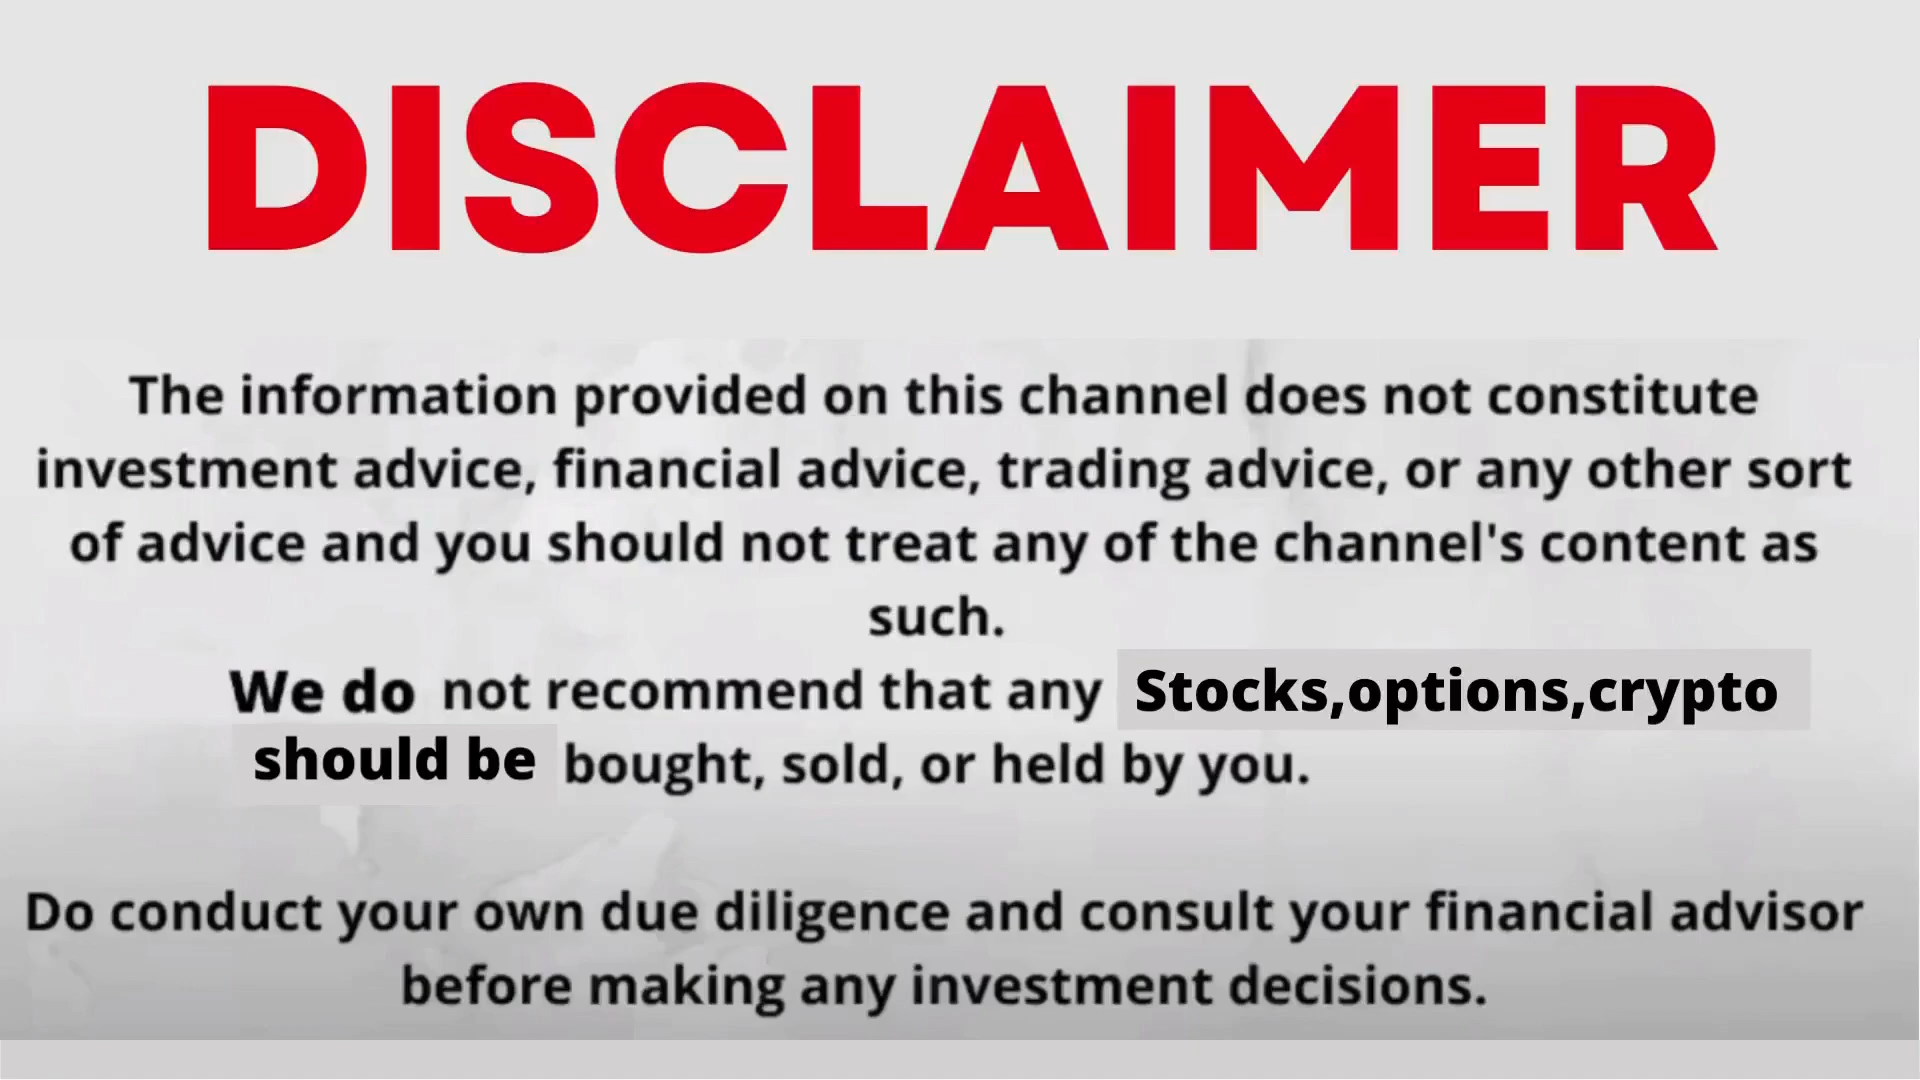 DISCLAIMER
The information provided on this channel does not constitute
investment advice, financial advice, trading advice, or any other sort
of advice and you should not treat any of the channel's content as
such.
We do not recommend that any Stocks,options,crypto
should be bought, sold, or held by you.
Do conduct your own due diligence and consult your financial advisor
before making any investment decisions.